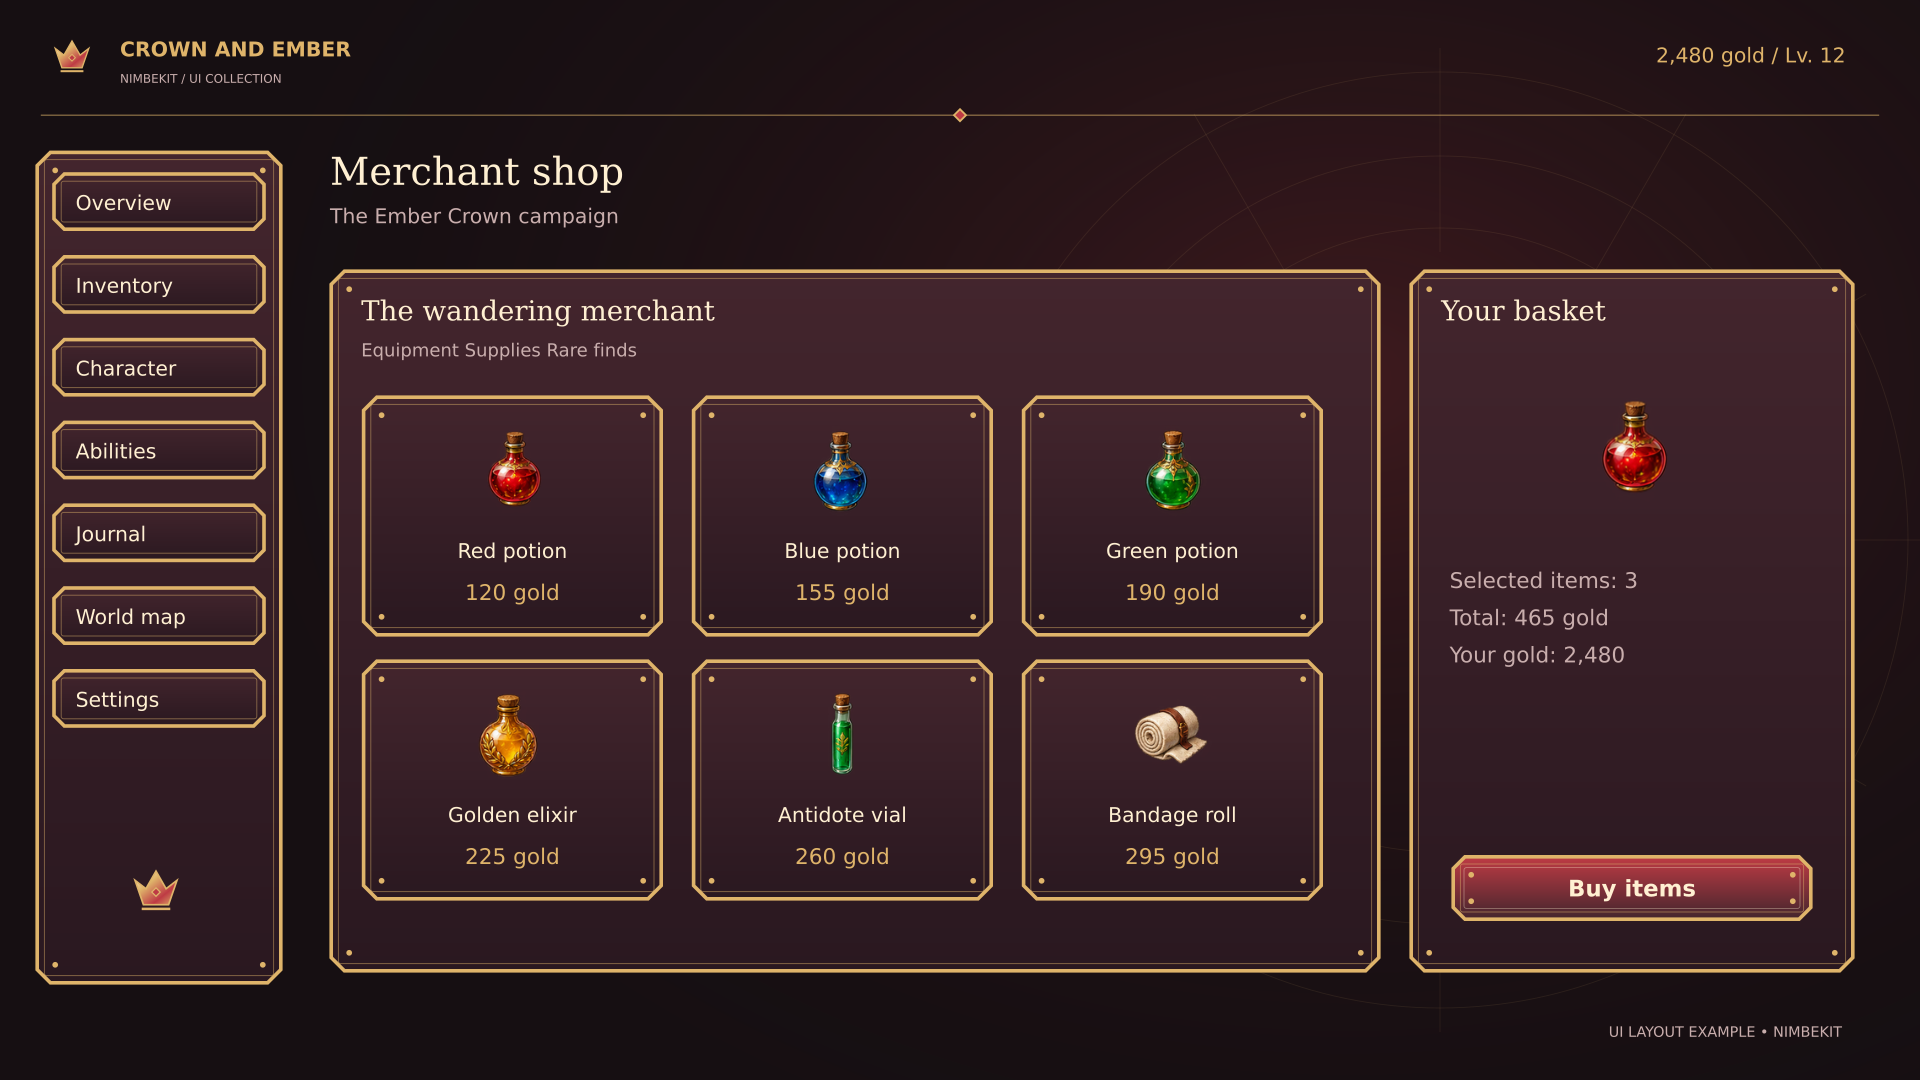 CROWN AND EMBER
NIMBEKIT / UI COLLECTION
2,480 gold / Lv. 12
Overview
Inventory
Character
Abilities
Journal
World map
Settings
Merchant shop
The Ember Crown campaign
The wandering merchant
Equipment Supplies Rare finds
Red potion
120 gold
Blue potion
155 gold
Green potion
190 gold
Golden elixir
225 gold
Antidote vial
260 gold
Bandage roll
295 gold
Your basket
Selected items: 3
Total: 465 gold
Your gold: 2,480
Buy items
UI LAYOUT EXAMPLE • NIMBEKIT